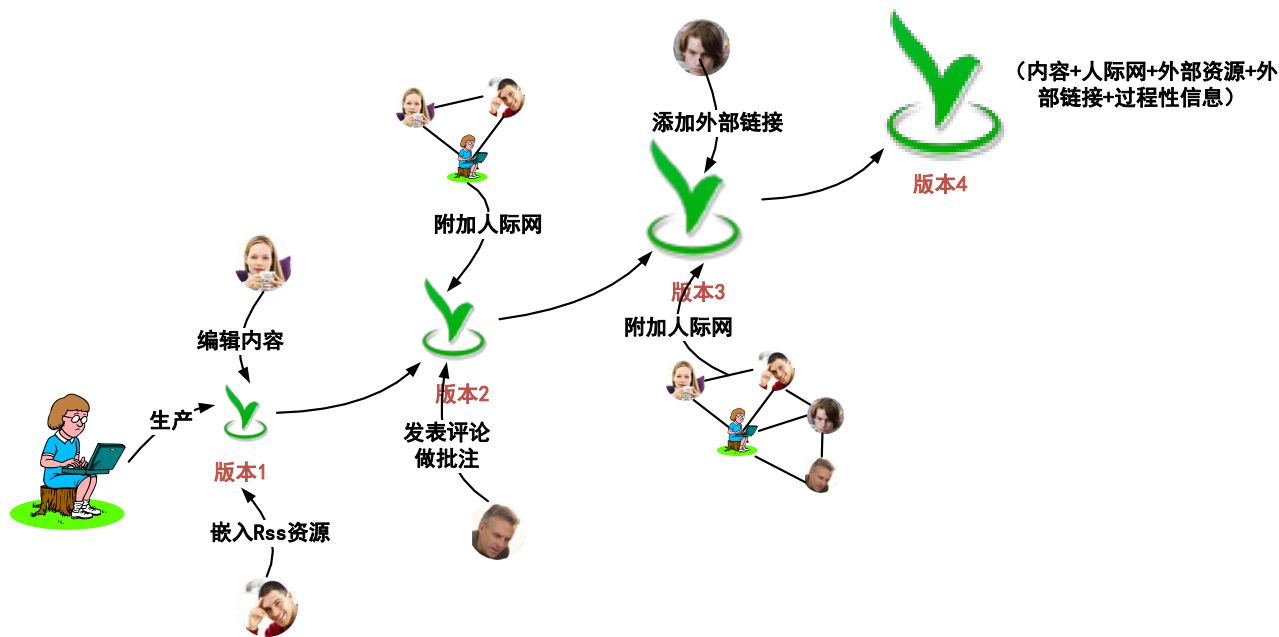 （内容+人际网+外部资源+外
部链接+过程性信息）
添加外部链接
版本4
附加人际网
版本3
编辑内容
附加人际网
版本2
生产
发表评论
做批注
版本1
嵌入Rss资源